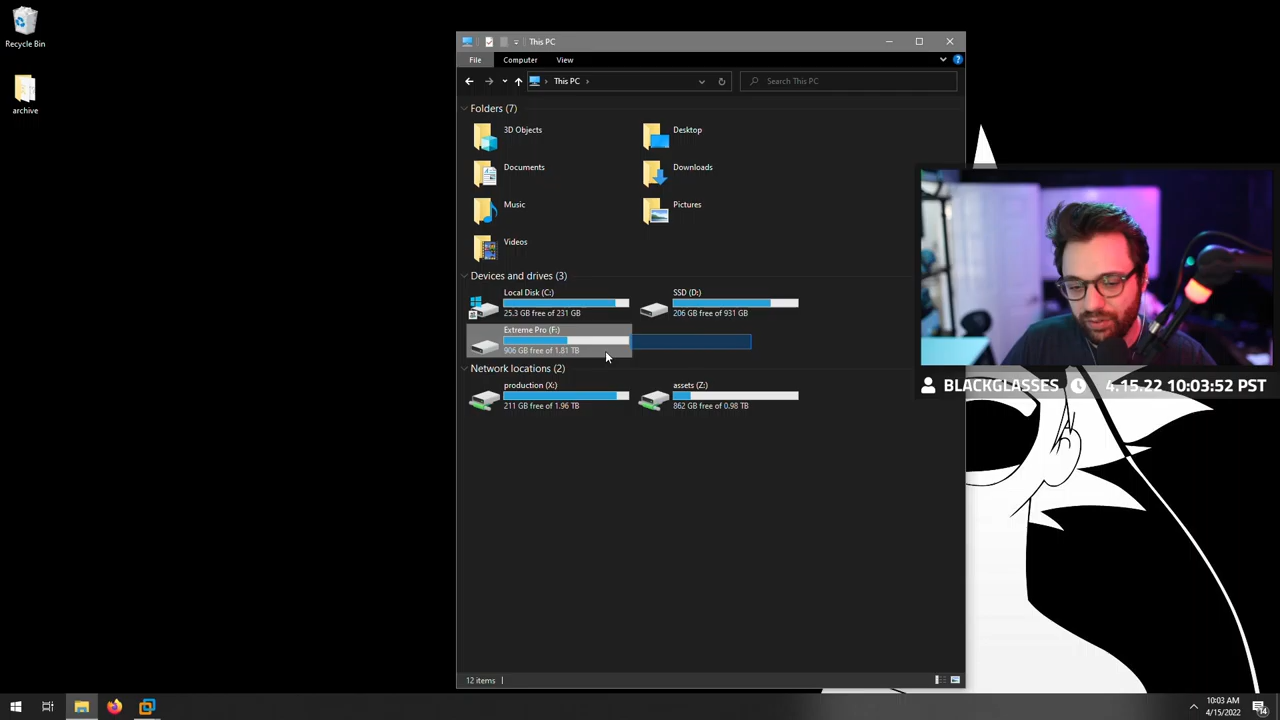 Recycle Bin
archive
This PC
File
Computer
View
This PC
Search This PC
Folders (7)
3D Objects
Desktop
Documents
Downloads
Music
Pictures
Videos
Devices and drives (3)
Local Disk (C:)
25.3 GB free of 231 GB
SSD (D:)
206 GB free of 931 GB
Extreme Pro (F:)
906 GB free of 1.81 TB
Network locations (2)
production (X:)
211 GB free of 1.96 TB
assets (Z:)
862 GB free of 0.98 TB
12 items
BLACKGLASSES 4.15.22 10:03:52 PST
10:03 AM
4/15/2022
14